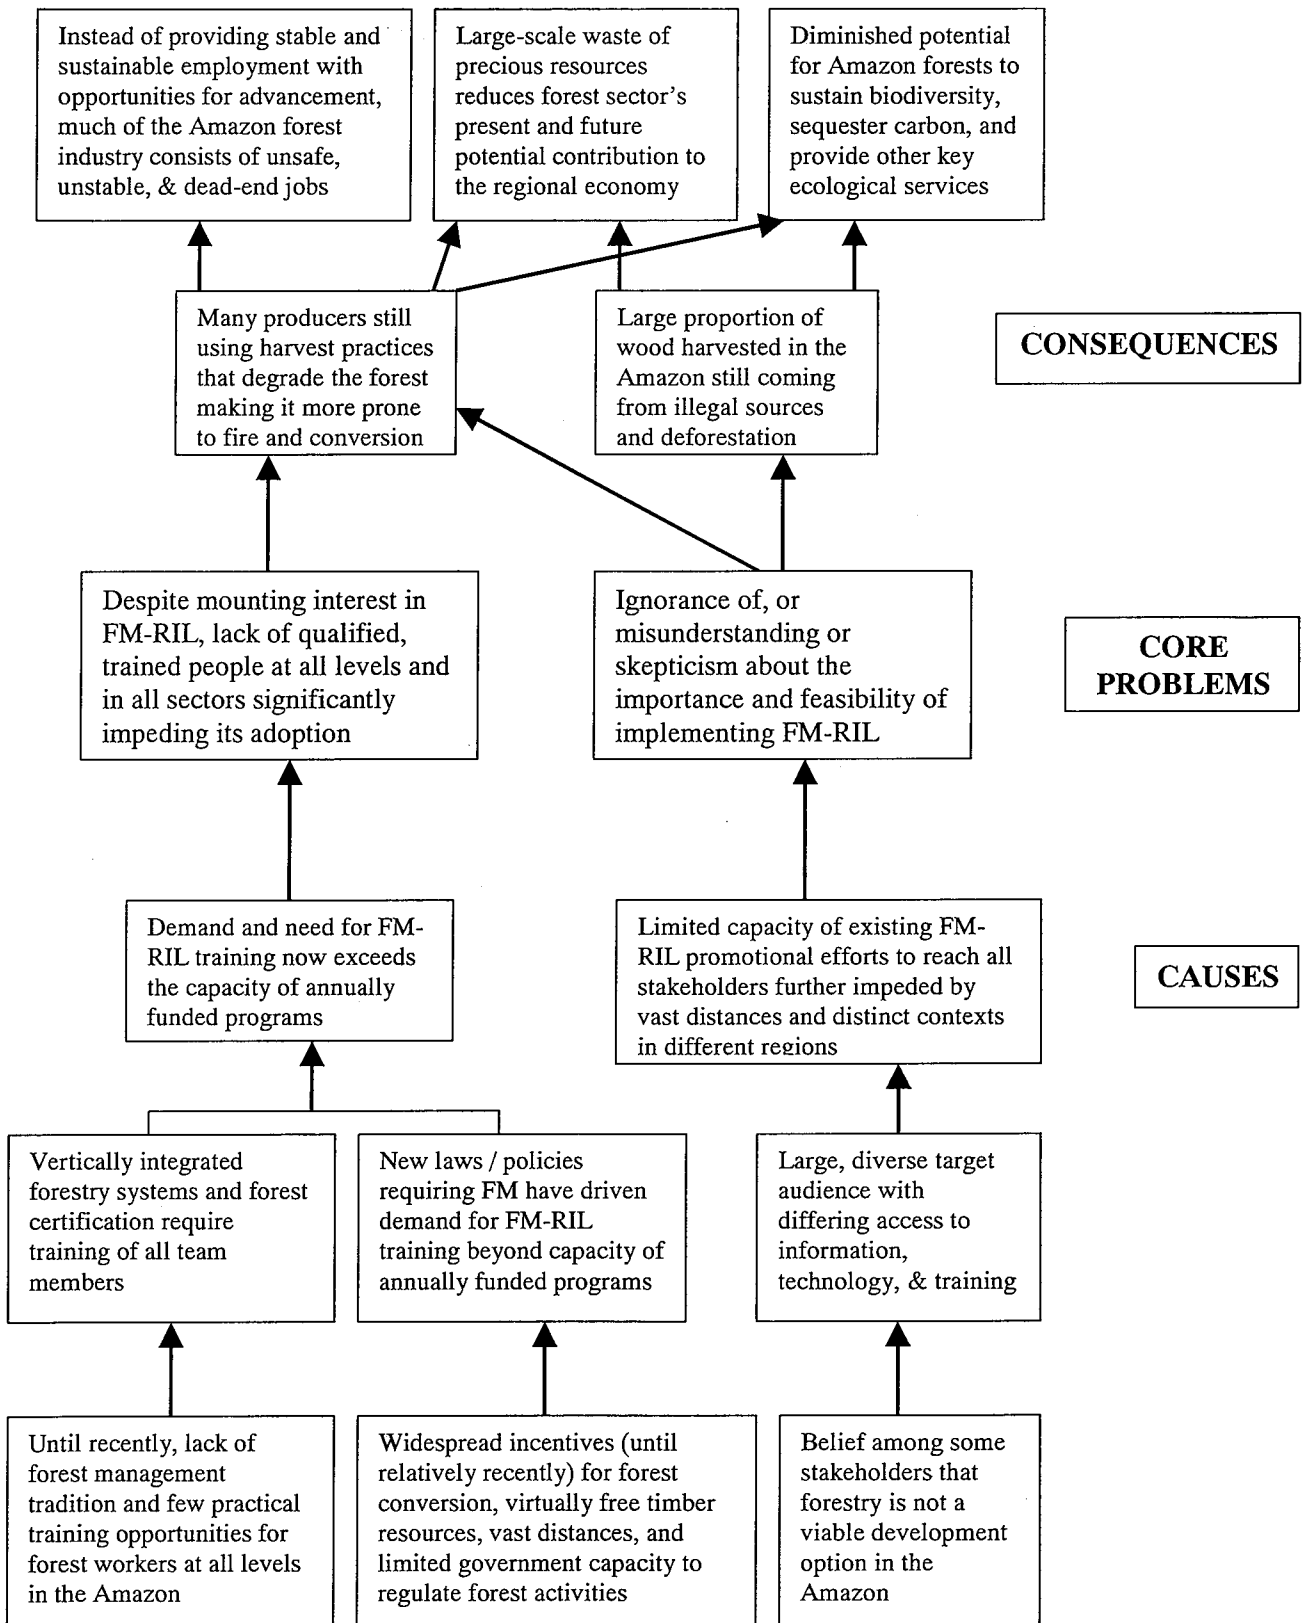 Instead of providing stable and
sustainable employment with
opportunities for advancement,
much of the Amazon forest
industry consists of unsafe,
unstable, & dead-end jobs
Large-scale waste of
precious resources
reduces forest sector's
present and future
potential contribution to
the regional economy
Diminished potential
for Amazon forests to
sustain biodiversity,
sequester carbon, and
provide other key
ecological services
Many producers still
using harvest practices
that degrade the forest
making it more prone
to fire and conversion
Large proportion of
wood harvested in the
Amazon still coming
from illegal sources
and deforestation
CONSEQUENCES
Despite mounting interest in
FM-RIL, lack of qualified,
trained people at all levels and
in all sectors significantly
impeding its adoption
Ignorance of, or
misunderstanding or
skepticism about the
importance and feasibility of
implementing FM-RIL
CORE
PROBLEMS
Demand and need for FM-
RIL training now exceeds
the capacity of annually
funded programs
Limited capacity of existing FM-
RIL promotional efforts to reach all
stakeholders further impeded by
vast distances and distinct contexts
in different regions
CAUSES
Vertically integrated
forestry systems and forest
certification require
training of all team
members
New laws / policies
requiring FM have driven
demand for FM-RIL
training beyond capacity of
annually funded programs
Large, diverse target
audience with
differing access to
information,
technology, & training
Until recently, lack of
forest management
tradition and few practical
training opportunities for
forest workers at all levels
in the Amazon
Widespread incentives (until
relatively recently) for forest
conversion, virtually free timber
resources, vast distances, and
limited government capacity to
regulate forest activities
Belief among some
stakeholders that
forestry is not a
viable development
option in the
Amazon